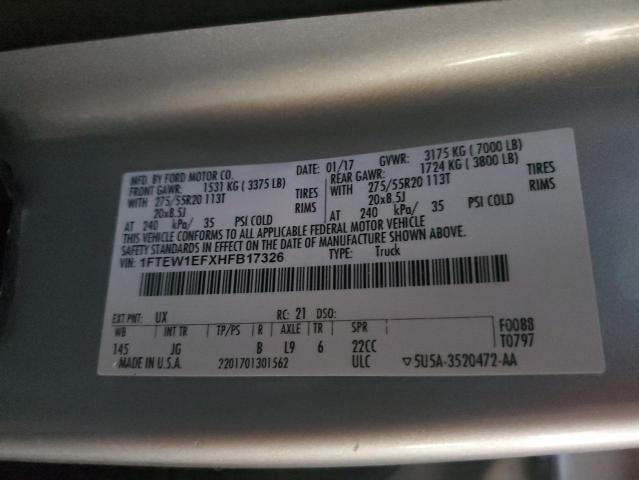 MFD. BY FORD MOTOR CO.
DATE: 01/17 GVWR: 3175 KG ( 7000 LB)
FRONT GAWR: 1531 KG ( 3375 LB)
REAR GAWR: 1724 KG ( 3800 LB)
WITH 275/55R20 113T TIRES
WITH 275/55R20 113T TIRES
20x8.5J RIMS
20x8.5J RIMS
AT 240 kPa/ 35 PSI COLD
AT 240 kPa/ 35 PSI COLD
THIS VEHICLE CONFORMS TO ALL APPLICABLE FEDERAL MOTOR VEHICLE
SAFETY STANDARDS IN EFFECT ON THE DATE OF MANUFACTURE SHOWN ABOVE.
VIN: 1FTEW1EFXHFB17326 TYPE: Truck
EXT PNT: UX RC: 21 DSO:
WB INT TR TP/PS R AXLE TR SPR
F0088
T0797
145 JG B L9 6 22CC
MADE IN U.S.A. 2201701301562 ULC ▽5U5A-3520472-AA